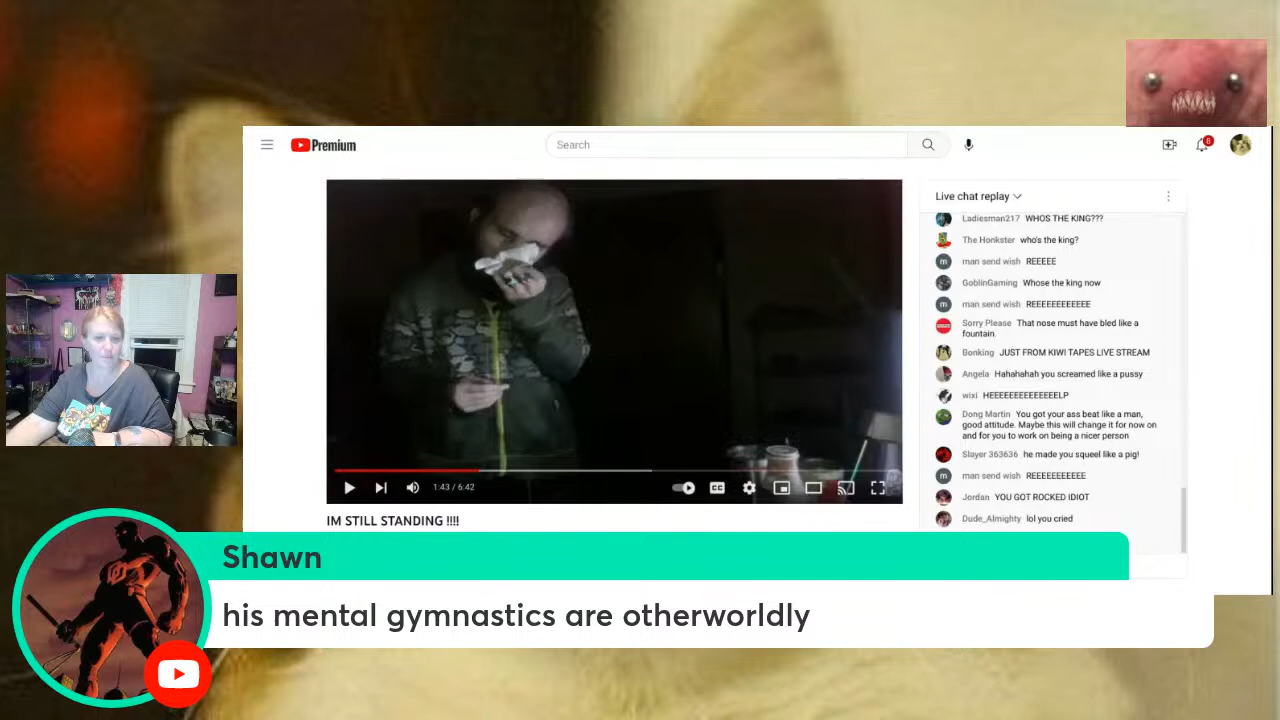 Premium
Search
6
Live chat replay
Ladiesman217 WHOS THE KING???
The Honkster who's the king?
m man send wish REEEEE
GoblinGaming Whose the king now
m man send wish REEEEEEEEEEEE
Sorry Please That nose must have bled like a
fountain.
Bonking JUST FROM KIWI TAPES LIVE STREAM
Angela Hahahahah you screamed like a pussy
wixi HEEEEEEEEEEEEELP
Dong Martin You got your ass beat like a man,
good attitude. Maybe this will change it for now on
and for you to work on being a nicer person
Slayer 363636 he made you squeel like a pig!
m man send wish REEEEEEEEEEE
Jordan YOU GOT ROCKED IDIOT
Dude_Almighty lol you cried
1:43 / 6:42
CC
IM STILL STANDING !!!!
Shawn
his mental gymnastics are otherworldly